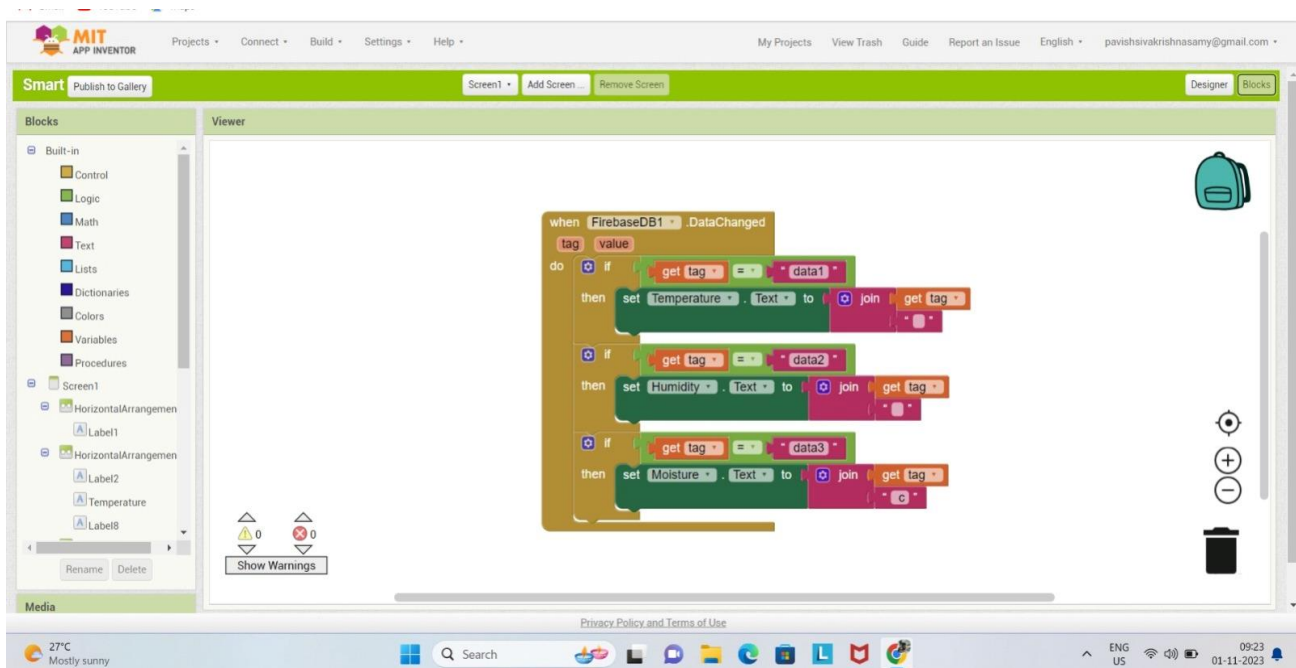 MIT
APP INVENTOR
Projects
Connect
Build
Settings
Help
My Projects
View Trash
Guide
Report an Issue
English
pavishsivakrishnasamy@gmail.com
Smart
Publish to Gallery
Screen1
Add Screen ...
Remove Screen
Designer
Blocks
Blocks
Viewer
Built-in
Control
Logic
Math
Text
Lists
Dictionaries
Colors
Variables
Procedures
Screen1
HorizontalArrangemen
Label1
HorizontalArrangemen
Label2
Temperature
Label8
Rename
Delete
Media
when FirebaseDB1 .DataChanged
tag value
do if get tag = " data1 "
then set Temperature . Text to join get tag
" "
if get tag = " data2 "
then set Humidity . Text to join get tag
" "
if get tag = " data3 "
then set Moisture . Text to join get tag
" c "
0 0
Show Warnings
Privacy Policy and Terms of Use
27°C
Mostly sunny
Search
ENG
US
09:23
01-11-2023